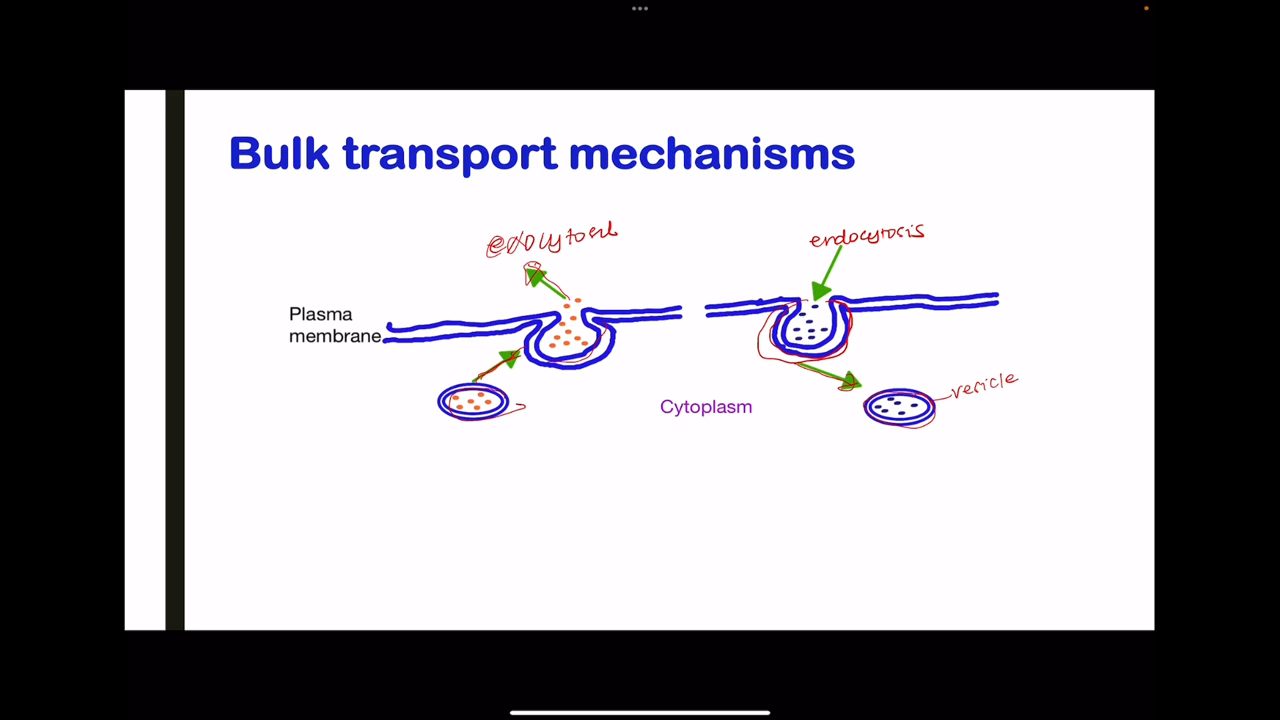 Bulk transport mechanisms
endocytosis
Plasma
membrane
Cytoplasm
vesicle